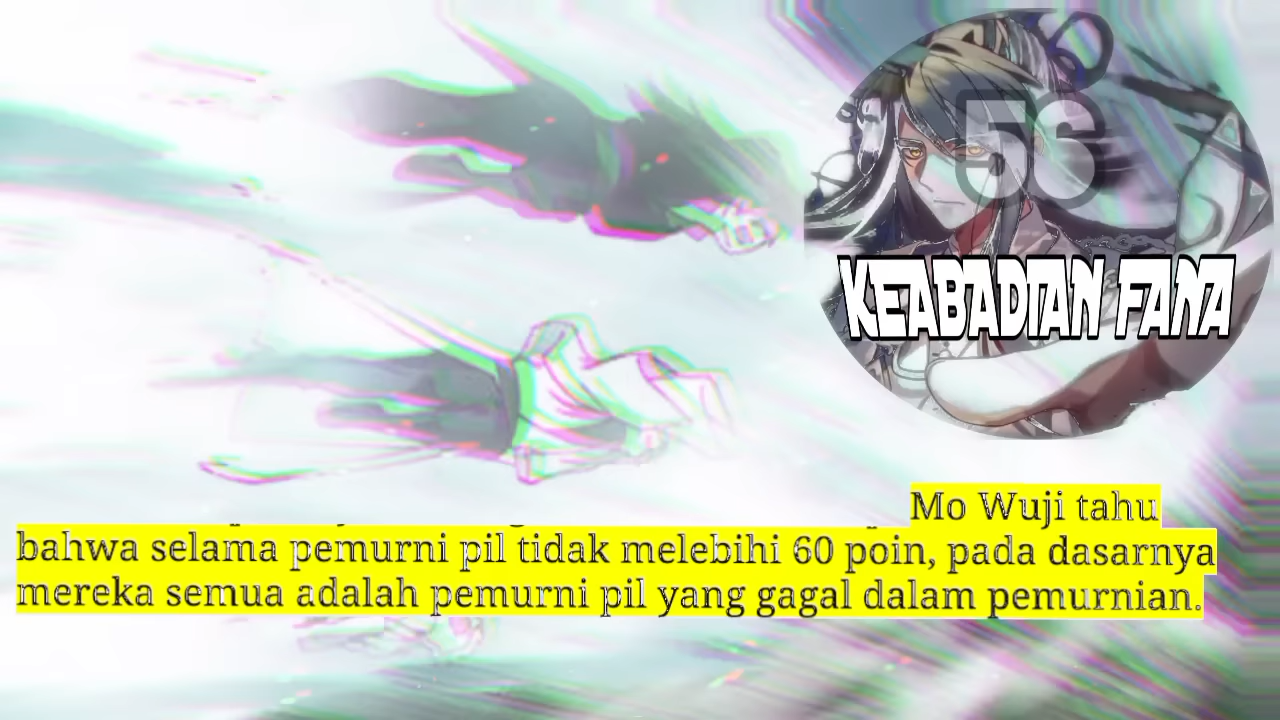 56
KEABADIAN FANA
Mo Wuji tahu
bahwa selama pemurni pil tidak melebihi 60 poin, pada dasarnya
mereka semua adalah pemurni pil yang gagal dalam pemurnian.